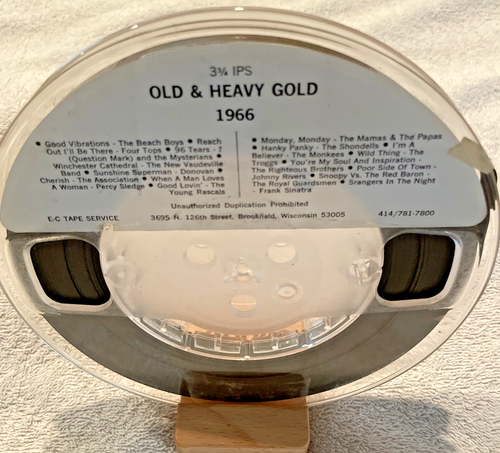 3¾ IPS
OLD & HEAVY GOLD
1966
• Good Vibrations - The Beach Boys • Reach
Out I'll Be There - Four Tops • 96 Tears - ?
(Question Mark) and the Mysterians •
Winchester Cathedral - The New Vaudeville
Band • Sunshine Superman - Donovan •
Cherish - The Association • When A Man Loves
A Woman - Percy Sledge • Good Lovin' - The
Young Rascals
• Monday, Monday - The Mamas & The Papas
• Hanky Panky - The Shondells • I'm A
Believer - The Monkees • Wild Thing - The
Troggs • You're My Soul And Inspiration -
The Righteous Brothers • Poor Side Of Town -
Johnny Rivers • Snoopy Vs. The Red Baron -
The Royal Guardsmen • Srangers In The Night
- Frank Sinatra
Unauthorized Duplication Prohibited
E-C TAPE SERVICE 3695 N. 126th Street, Brookfield, Wisconsin 53005 414/781-7800